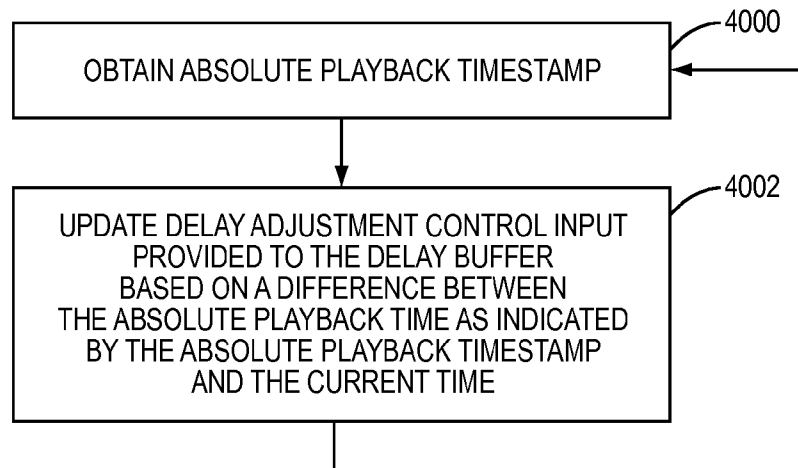 4000
OBTAIN ABSOLUTE PLAYBACK TIMESTAMP
4002
UPDATE DELAY ADJUSTMENT CONTROL INPUT
PROVIDED TO THE DELAY BUFFER
BASED ON A DIFFERENCE BETWEEN
THE ABSOLUTE PLAYBACK TIME AS INDICATED
BY THE ABSOLUTE PLAYBACK TIMESTAMP
AND THE CURRENT TIME